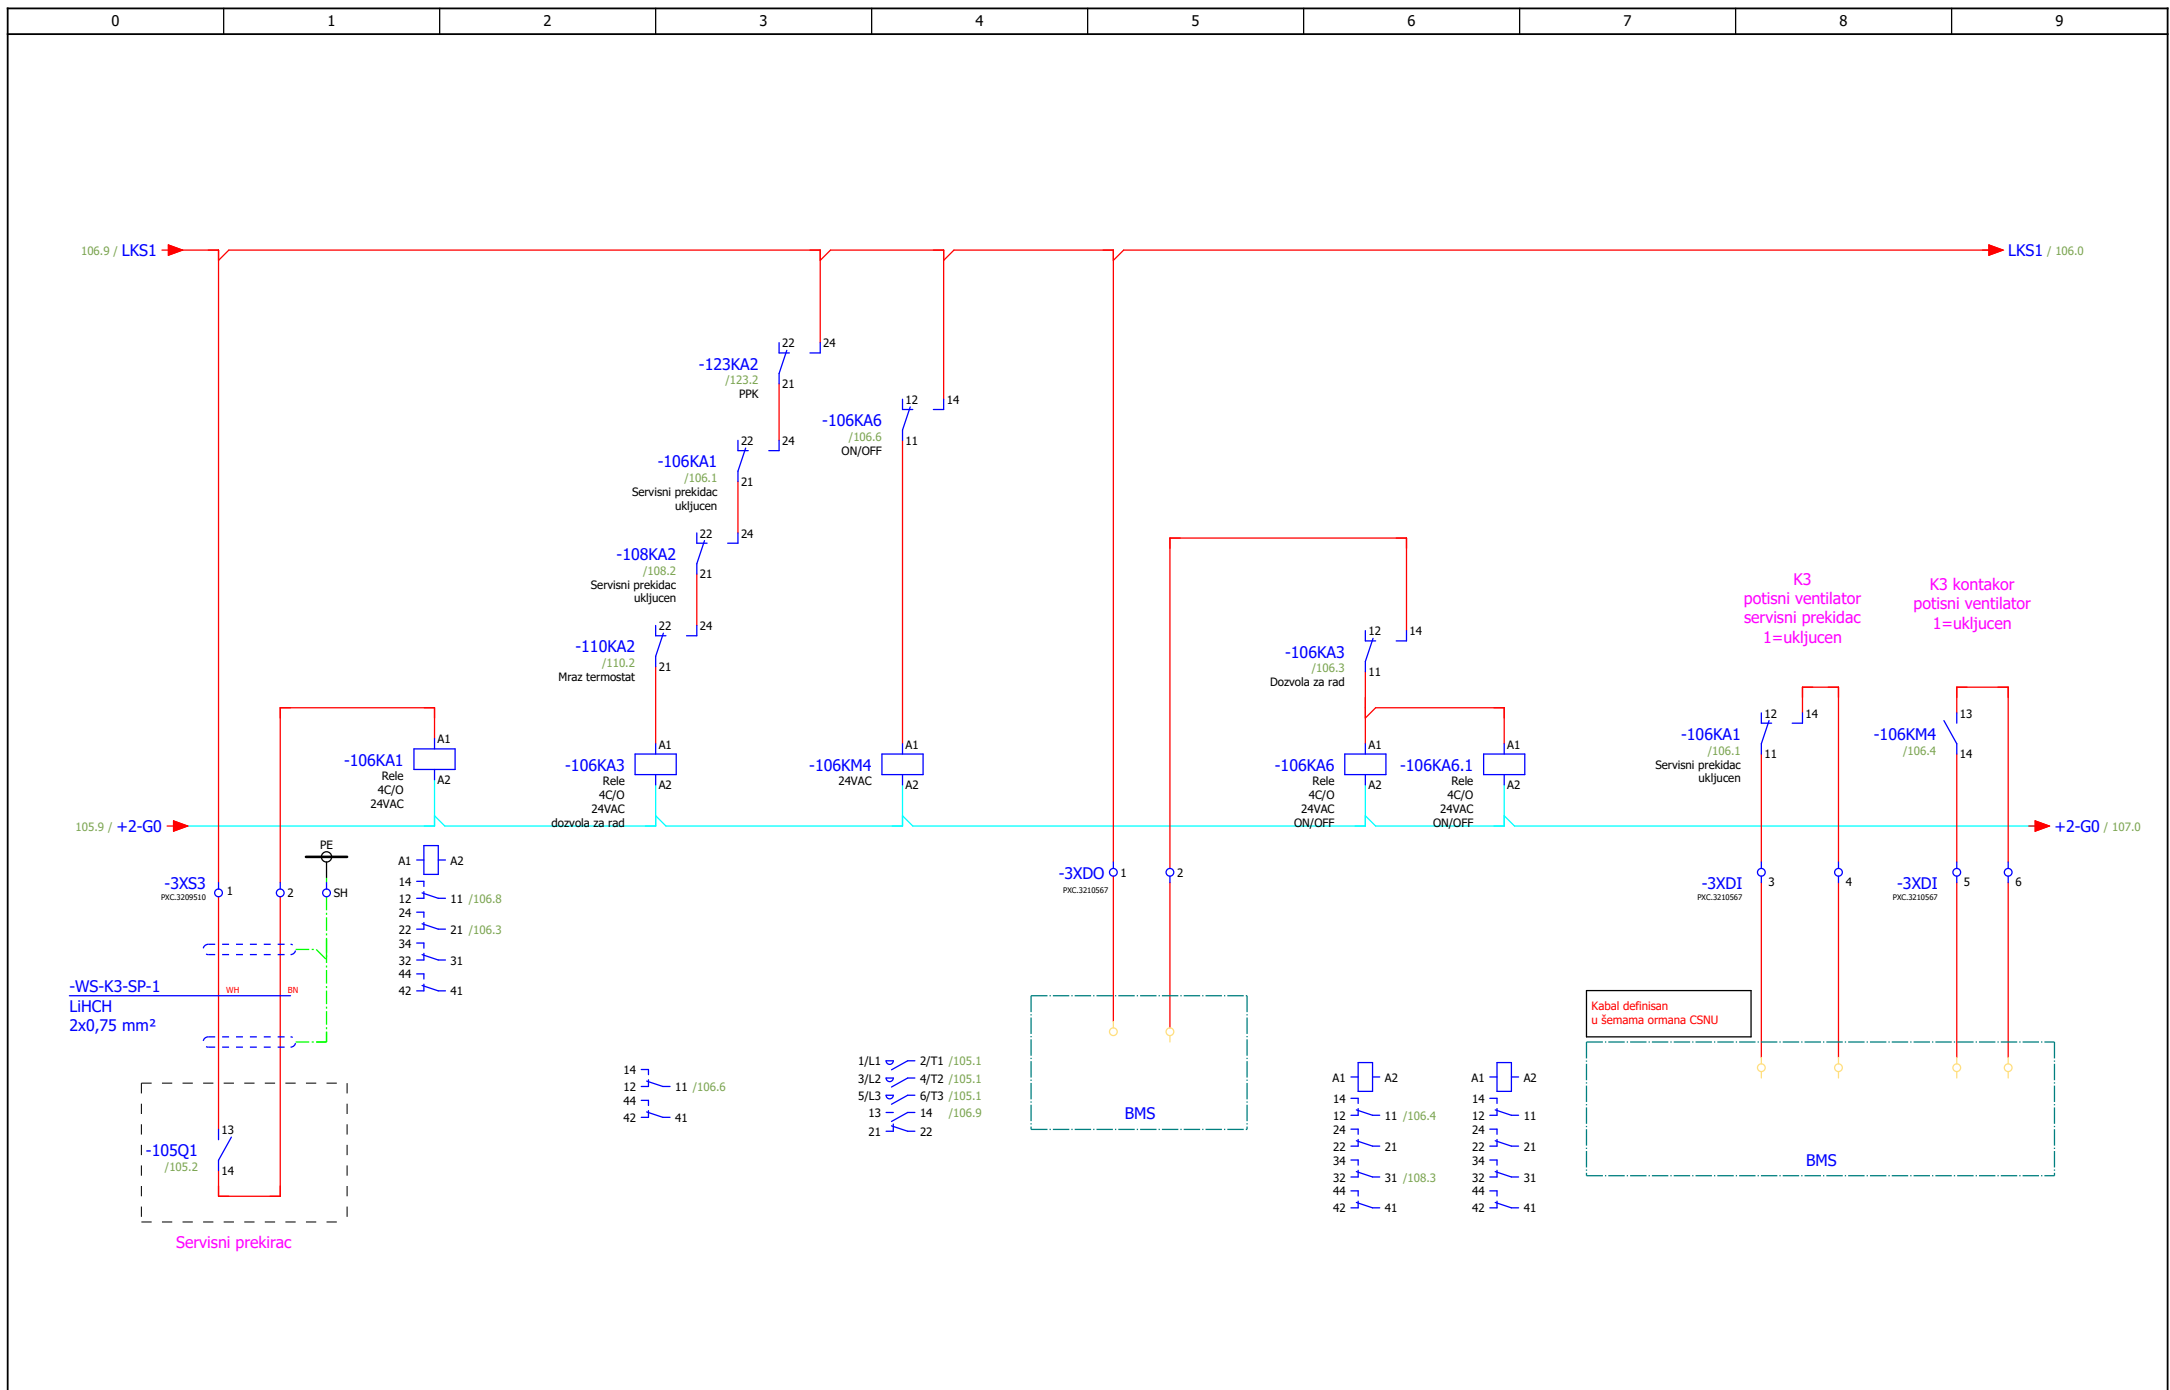 0 1 2 3 4 5 6 7 8 9
106.9 / LKS1
LKS1 / 106.0
22 24
-123KA2
/123.2
PPK
21
12 14
-106KA6
/106.6
ON/OFF
11
22 24
-106KA1
/106.1
Servisni prekidac
ukljucen
21
22 24
-108KA2
/108.2
Servisni prekidac
ukljucen
21
22 24
-110KA2
/110.2
Mraz termostat
21
12 14
-106KA3
/106.3
Dozvola za rad
11
K3
potisni ventilator
servisni prekidac
1=ukljucen
K3 kontakor
potisni ventilator
1=ukljucen
A1
-106KA1
Rele
4C/O
24VAC
A2
A1
-106KA3
Rele
4C/O
24VAC
dozvola za rad
A2
A1
-106KM4
24VAC
A2
A1
-106KA6
Rele
4C/O
24VAC
ON/OFF
A2
A1
-106KA6.1
Rele
4C/O
24VAC
ON/OFF
A2
12 14
-106KA1
/106.1
Servisni prekidac
ukljucen
11
13
-106KM4
/106.4
14
105.9 / +2-G0
+2-G0 / 107.0
PE
-3XS3
PXC.3209510
1 2 SH
A1 A2
14
12 11 /106.8
24
22 21 /106.3
34
32 31
44
42 41
-3XDO
PXC.3210567
1 2
-3XDI
PXC.3210567
3 4
-3XDI
PXC.3210567
5 6
-WS-K3-SP-1
LiHCH
2x0,75 mm²
WH BN
Kabal definisan
u šemama ormana CSNU
14
12 11 /106.6
44
42 41
1/L1 2/T1 /105.1
3/L2 4/T2 /105.1
5/L3 6/T3 /105.1
13 14 /106.9
21 22
BMS
A1 A2
14
12 11 /106.4
24
22 21
34
32 31 /108.3
44
42 41
A1 A2
14
12 11
24
22 21
34
32 31
44
42 41
BMS
13
-105Q1
/105.2
14
Servisni prekirac